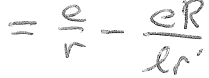 = e/r - eR/lr'